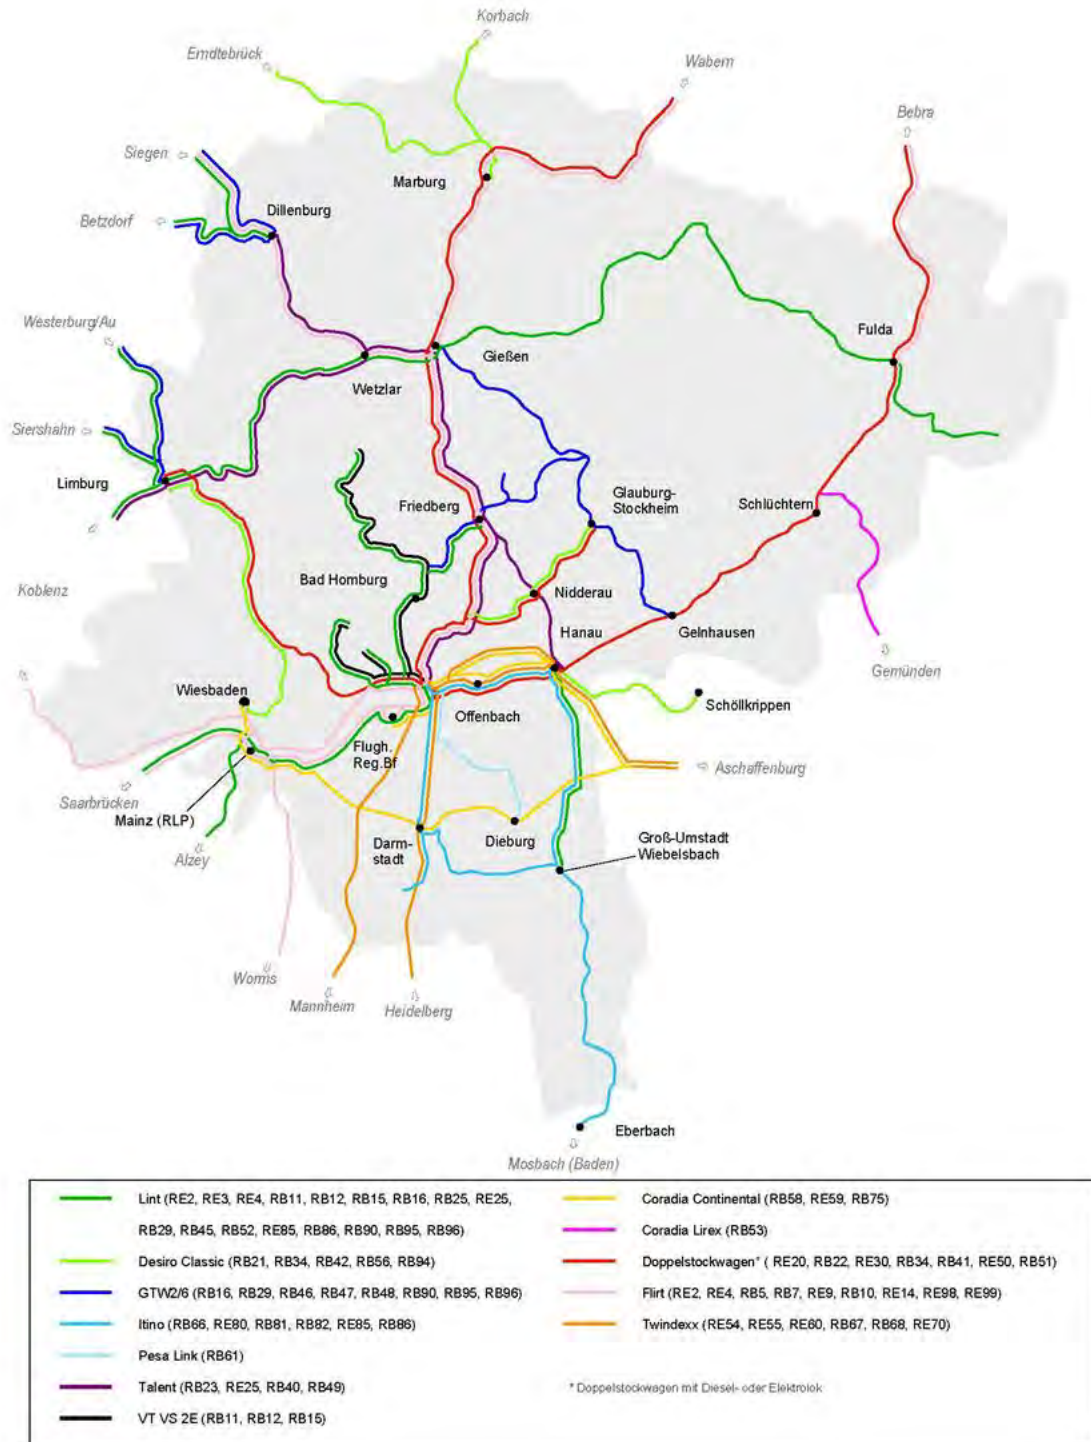 Korbach
Erndtebrück
Wabern
Bebra
Siegen
Marburg
Dillenburg
Betzdorf
Westerburg/Au
Fulda
Gießen
Wetzlar
Siershahn
Limburg
Glauburg-
Stockheim
Schlüchtern
Friedberg
Bad Homburg
Nidderau
Koblenz
Hanau
Gelnhausen
Gemünden
Wiesbaden
Schöllkrippen
Offenbach
Flugh.
Reg.Bf
Aschaffenburg
Saarbrücken
Mainz (RLP)
Darm-
stadt
Dieburg
Groß-Umstadt
Wiebelsbach
Alzey
Worms
Mannheim
Heidelberg
Eberbach
Mosbach (Baden)
Lint (RE2, RE3, RE4, RB11, RB12, RB15, RB16, RB25, RE25,
RB29, RB45, RB52, RE85, RB86, RB90, RB95, RB96)
Desiro Classic (RB21, RB34, RB42, RB56, RB94)
GTW2/6 (RB16, RB29, RB46, RB47, RB48, RB90, RB95, RB96)
Itino (RB66, RE80, RB81, RB82, RE85, RB86)
Pesa Link (RB61)
Talent (RB23, RE25, RB40, RB49)
VT VS 2E (RB11, RB12, RB15)
Coradia Continental (RB58, RE59, RB75)
Coradia Lirex (RB53)
Doppelstockwagen* ( RE20, RB22, RE30, RB34, RB41, RE50, RB51)
Flirt (RE2, RE4, RB5, RB7, RE9, RB10, RE14, RE98, RE99)
Twindexx (RE54, RE55, RE60, RB67, RB68, RE70)
* Doppelstockwagen mit Diesel- oder Elektrolok